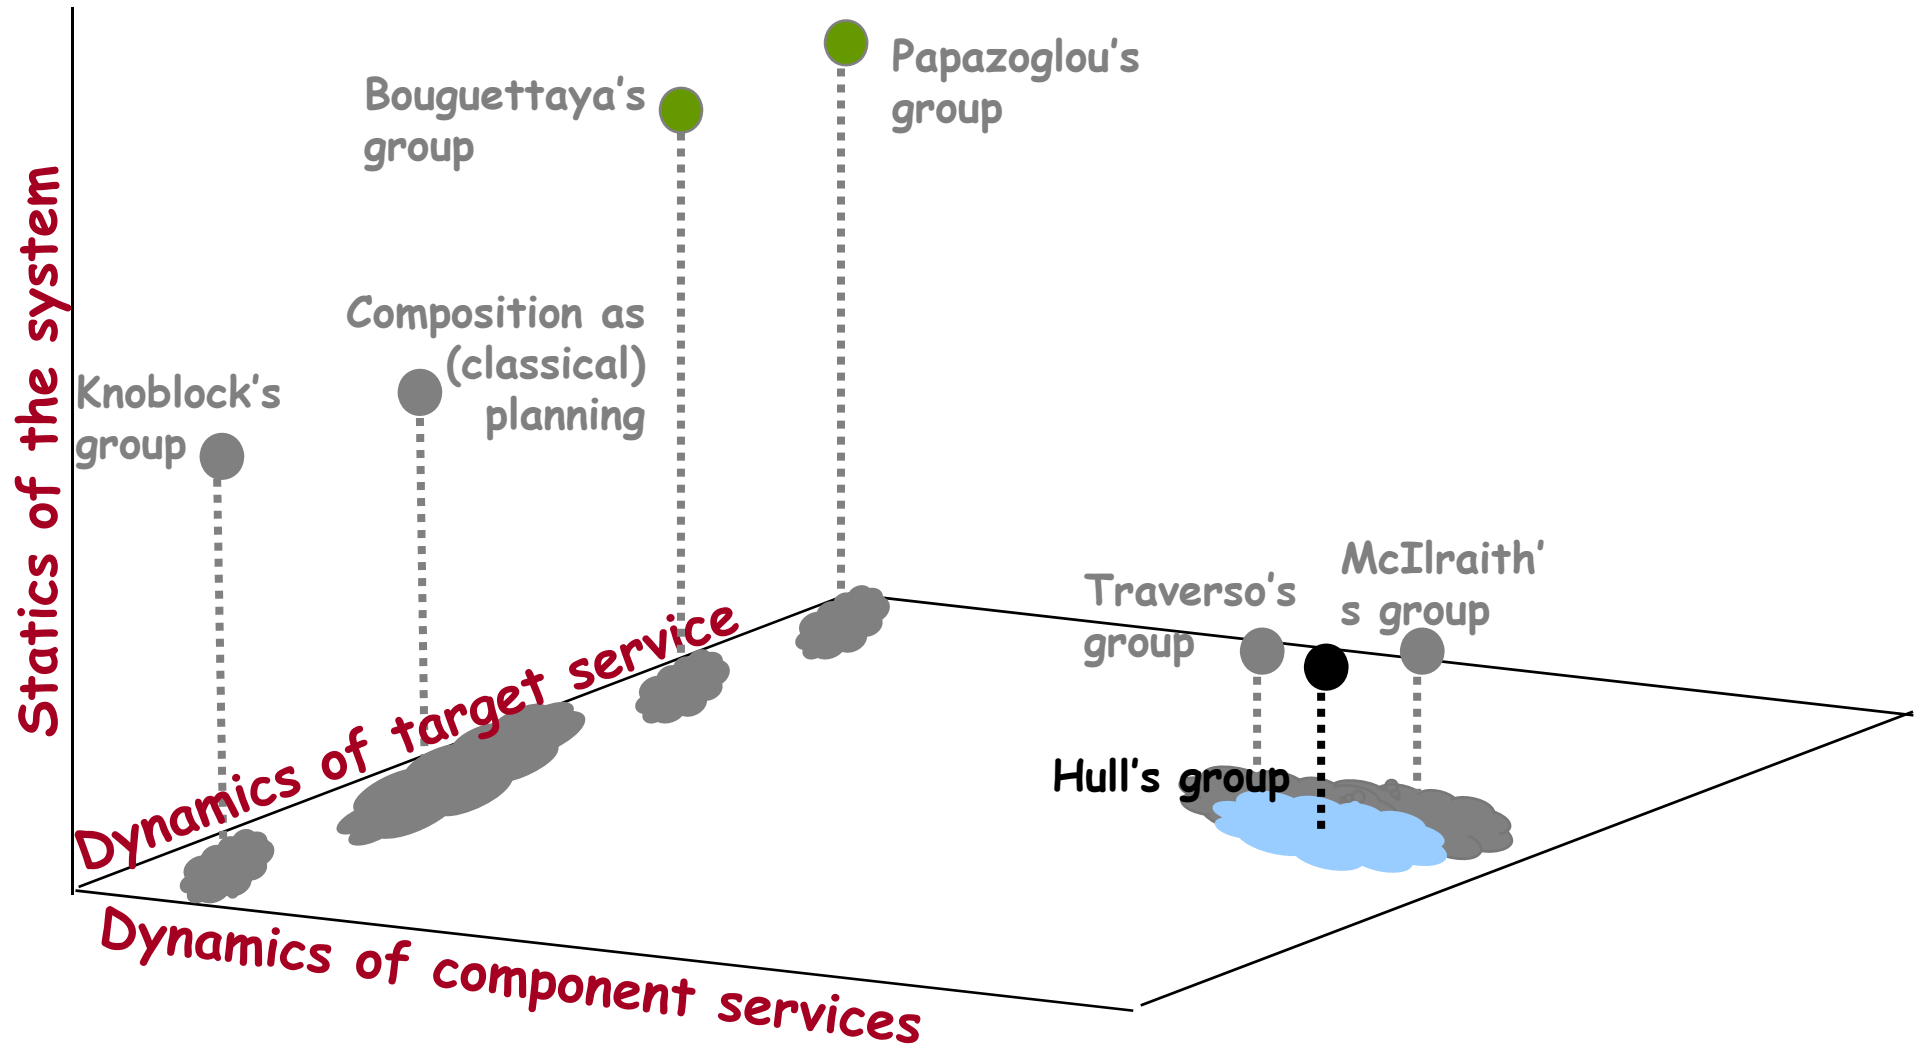 Papazoglou's
group
Bouguettaya's
group
Composition as
(classical)
planning
Knoblock's
group
McIlraith'
s group
Traverso's
group
Hull's group
Statics of the system
Dynamics of target service
Dynamics of component services